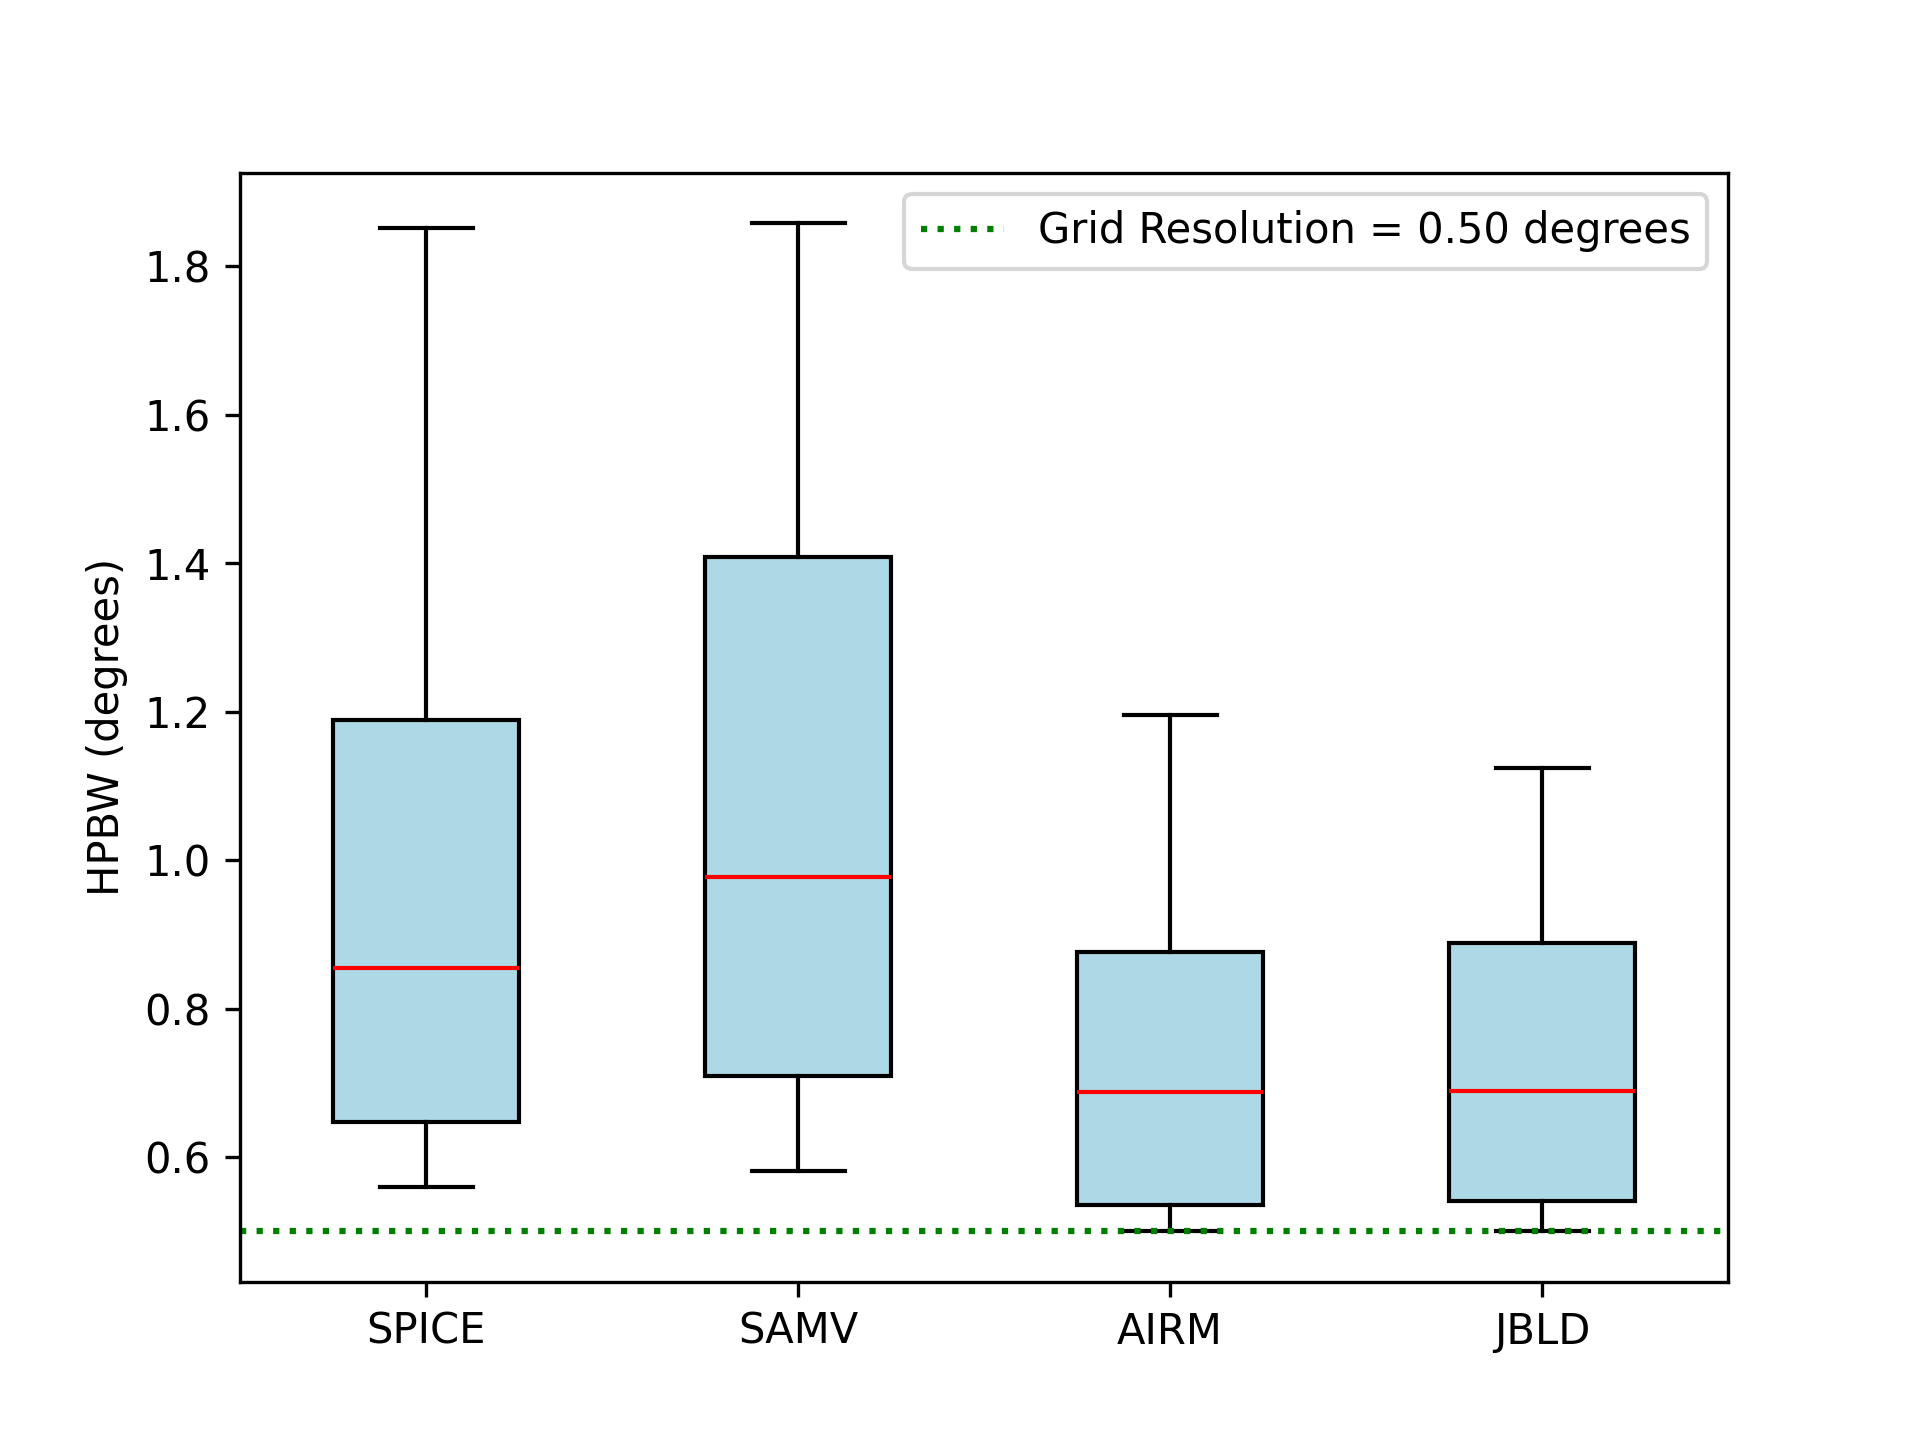 Grid Resolution = 0.50 degrees
HPBW (degrees)
1.8
1.6
1.4
1.2
1.0
0.8
0.6
SPICE SAMV AIRM JBLD